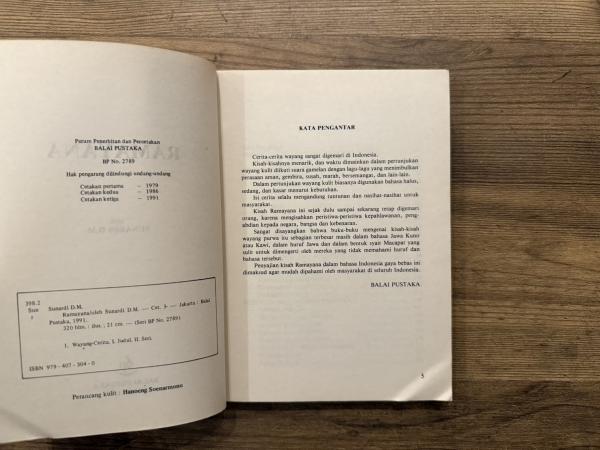 Perum Penerbitan dan Percetakan
BALAI PUSTAKA
BP No. 2789
Hak pengarang dilindungi undang-undang
Cetakan pertama – 1979
Cetakan kedua – 1986
Cetakan ketiga – 1991
398.2
Sun
r
Sunardi D.M.
Ramayana/oleh Sunardi D.M. — Cet. 3- — Jakarta : Balai
Pustaka, 1991.
320 hlm. : ilus. ; 21 cm. — (Seri BP No. 2789)
1. Wayang-Cerita. I. Judul. II. Seri.
ISBN 979 - 407 - 304 - 0
Perancang kulit : Hanoeng Soenarmono
KATA PENGANTAR
Cerita-cerita wayang sangat digemari di Indonesia.
Kisah-kisahnya menarik, dan waktu dimainkan dalam pertunjukan
wayang kulit diikuti suara gamelan dengan lagu-lagu yang menimbulkan
perasaan aman, gembira, susah, marah, bersemangat, dan lain-lain.
Dalam pertunjukan wayang kulit biasanya digunakan bahasa halus,
sedang, dan kasar menurut kebutuhan.
Isi cerita selalu mengandung tuntunan dan nasihat-nasihat untuk
masyarakat.
Kisah Ramayana ini sejak dulu sampai sekarang tetap digemari
orang, karena mengisahkan peristiwa-peristiwa kepahlawanan, peng-
abdian kepada negara, bangsa dan kebenaran.
Sangat disayangkan bahwa buku-buku mengenai kisah-kisah
wayang purwa itu sebagian terbesar masih dalam bahasa Jawa Kuno
atau Kawi, dalam huruf Jawa dan dalam bentuk syair Macapat yang
sulit untuk dimengerti oleh mereka yang tidak memahami huruf dan
bahasa tersebut.
Penyajian kisah Ramayana dalam bahasa Indonesia gaya bebas ini
dimaksud agar mudah dipahami oleh masyarakat di seluruh Indonesia.
BALAI PUSTAKA
5